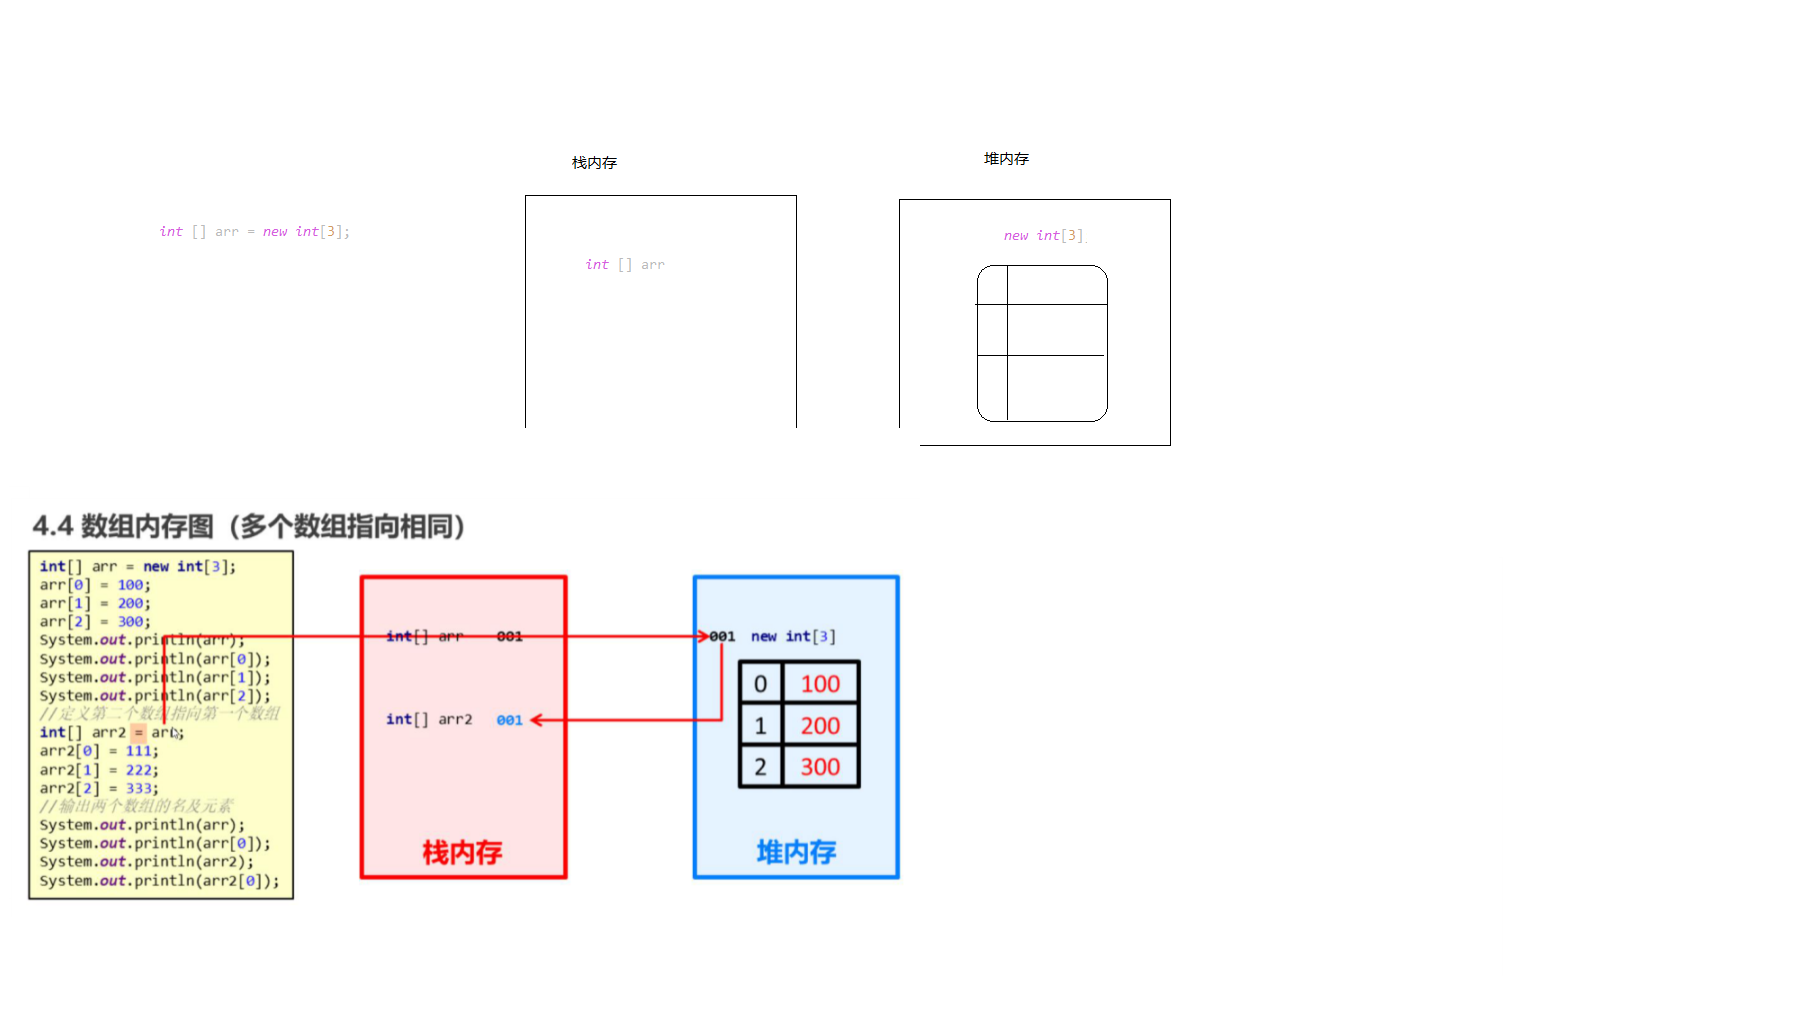 栈内存
堆内存
int [] arr = new int[3];
int [] arr
new int[3]
4.4 数组内存图（多个数组指向相同）
int[] arr = new int[3];
arr[0] = 100;
arr[1] = 200;
arr[2] = 300;
System.out.println(arr);
System.out.println(arr[0]);
System.out.println(arr[1]);
System.out.println(arr[2]);
//定义第二个数组指向第一个数组
int[] arr2 = arr;
arr2[0] = 111;
arr2[1] = 222;
arr2[2] = 333;
//输出两个数组的名及元素
System.out.println(arr);
System.out.println(arr[0]);
System.out.println(arr2);
System.out.println(arr2[0]);
int[] arr 001
int[] arr2 001
栈内存
001 new int[3]
0 100
1 200
2 300
堆内存